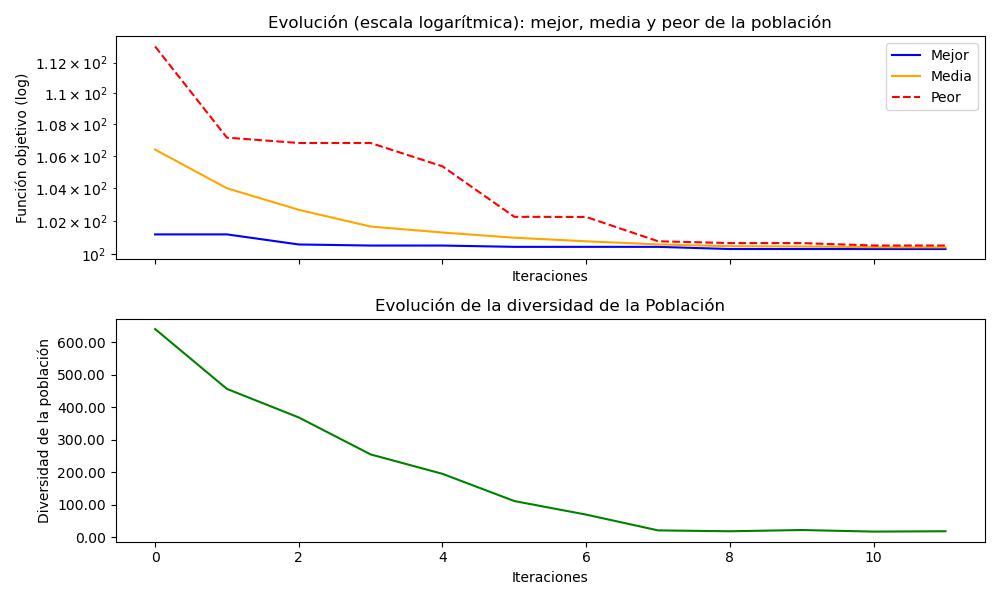 Evolución (escala logarítmica): mejor, media y peor de la población
Función objetivo (log)
1.12 × 10²
1.1 × 10²
1.08 × 10²
1.06 × 10²
1.04 × 10²
1.02 × 10²
10²
Mejor
Media
Peor
Iteraciones
Evolución de la diversidad de la Población
Diversidad de la población
600.00
500.00
400.00
300.00
200.00
100.00
0.00
0 2 4 6 8 10
Iteraciones